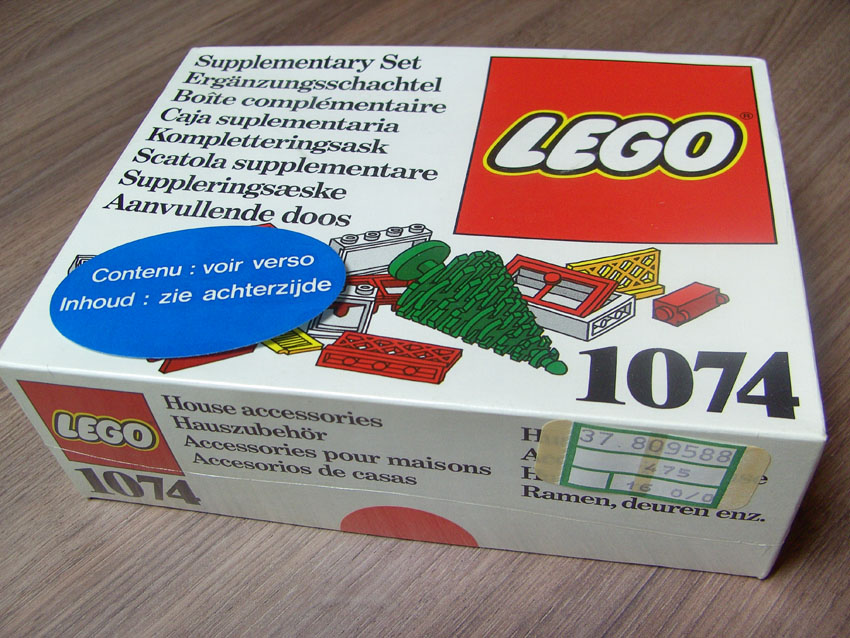 Supplementary Set
Ergänzungsschachtel
Boîte complémentaire
Caja suplementaria
Kompletteringsask
Scatola supplementare
Suppleringsæske
Aanvullende doos
LEGO®
Contenu : voir verso
Inhoud : zie achterzijde
1074
LEGO
1074
House accessories
Hauszubehör
Accessoires pour maisons
Accesorios de casas
37.809588
475
16 0/0
Ramen, deuren enz.